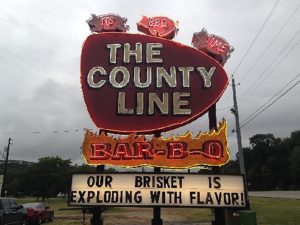 THE
COUNTY
LINE
BAR-B-Q
OUR BRISKET IS
EXPLODING WITH FLAVOR!